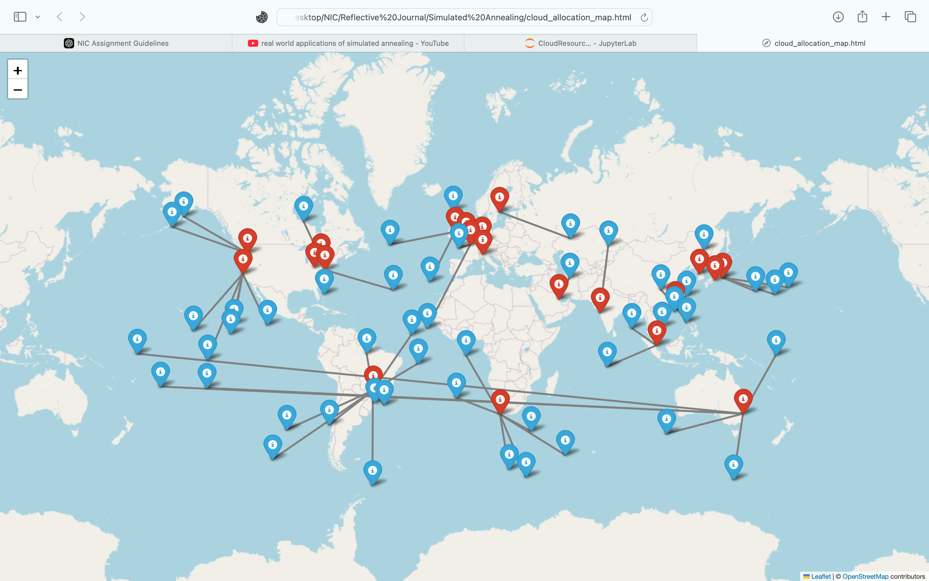 esktop/NIC/Reflective%20Journal/Simulated%20Annealing/cloud_allocation_map.html
NIC Assignment Guidelines
real world applications of simulated annealing - YouTube
CloudResourc... - JupyterLab
cloud_allocation_map.html
+
−
Leaflet | © OpenStreetMap contributors